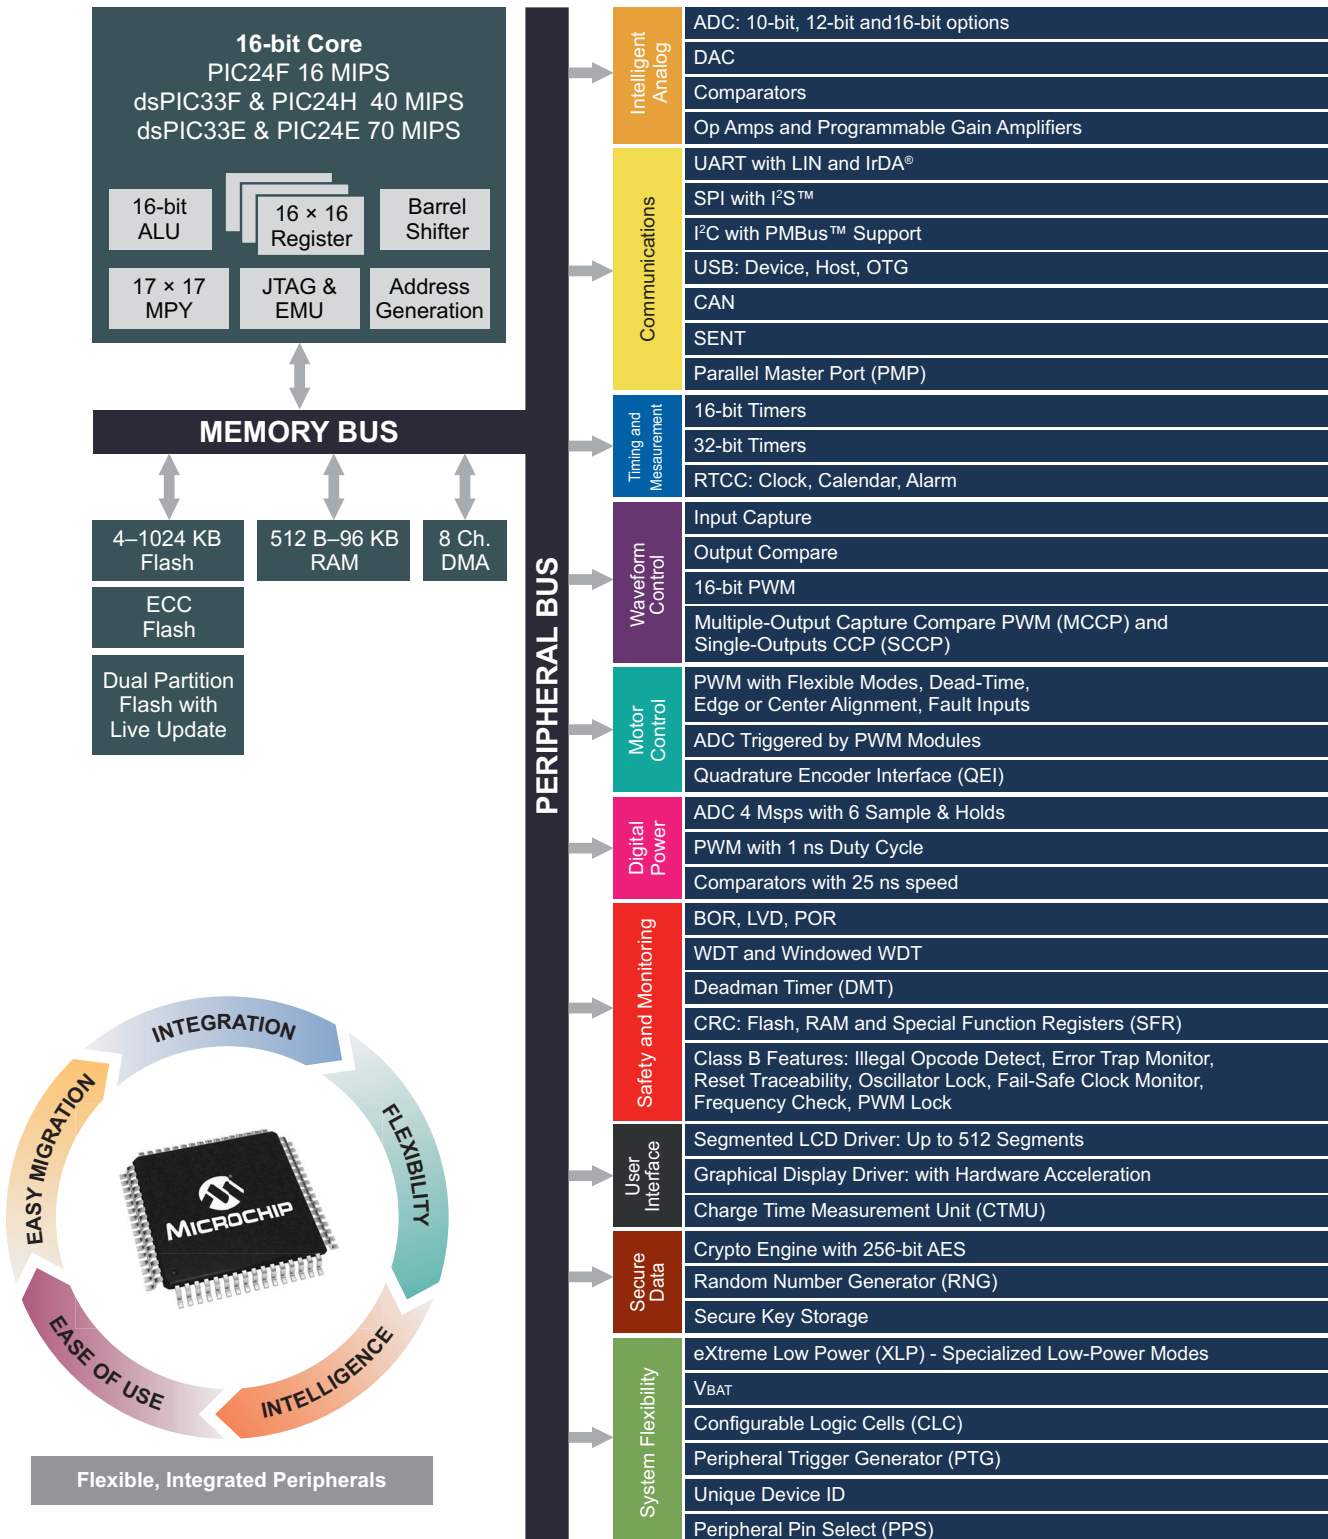 16-bit Core
PIC24F 16 MIPS
dsPIC33F & PIC24H 40 MIPS
dsPIC33E & PIC24E 70 MIPS
16-bit
ALU
16 × 16
Register
Barrel
Shifter
17 × 17
MPY
JTAG &
EMU
Address
Generation
MEMORY BUS
4–1024 KB
Flash
512 B–96 KB
RAM
8 Ch.
DMA
ECC
Flash
Dual Partition
Flash with
Live Update
PERIPHERAL BUS
Intelligent
Analog
ADC: 10-bit, 12-bit and16-bit options
DAC
Comparators
Op Amps and Programmable Gain Amplifiers
Communications
UART with LIN and IrDA®
SPI with I²S™
I²C with PMBus™ Support
USB: Device, Host, OTG
CAN
SENT
Parallel Master Port (PMP)
Timing and
Mesaurement
16-bit Timers
32-bit Timers
RTCC: Clock, Calendar, Alarm
Waveform
Control
Input Capture
Output Compare
16-bit PWM
Multiple-Output Capture Compare PWM (MCCP) and
Single-Outputs CCP (SCCP)
Motor
Control
PWM with Flexible Modes, Dead-Time,
Edge or Center Alignment, Fault Inputs
ADC Triggered by PWM Modules
Quadrature Encoder Interface (QEI)
Digital
Power
ADC 4 Msps with 6 Sample & Holds
PWM with 1 ns Duty Cycle
Comparators with 25 ns speed
Safety and Monitoring
BOR, LVD, POR
WDT and Windowed WDT
Deadman Timer (DMT)
CRC: Flash, RAM and Special Function Registers (SFR)
Class B Features: Illegal Opcode Detect, Error Trap Monitor,
Reset Traceability, Oscillator Lock, Fail-Safe Clock Monitor,
Frequency Check, PWM Lock
User
Interface
Segmented LCD Driver: Up to 512 Segments
Graphical Display Driver: with Hardware Acceleration
Charge Time Measurement Unit (CTMU)
Secure
Data
Crypto Engine with 256-bit AES
Random Number Generator (RNG)
Secure Key Storage
System Flexibility
eXtreme Low Power (XLP) - Specialized Low-Power Modes
VBAT
Configurable Logic Cells (CLC)
Peripheral Trigger Generator (PTG)
Unique Device ID
Peripheral Pin Select (PPS)
INTEGRATION
FLEXIBILITY
INTELLIGENCE
EASE OF USE
EASY MIGRATION
MICROCHIP
Flexible, Integrated Peripherals